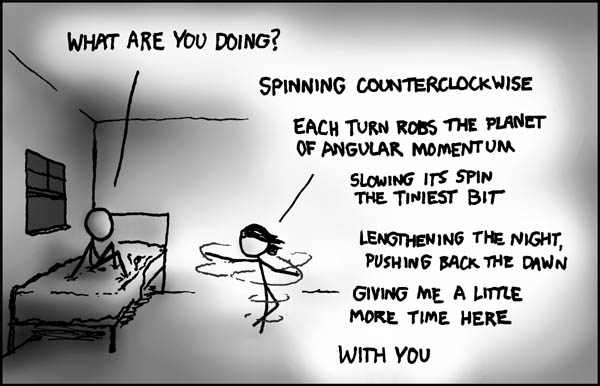 WHAT ARE YOU DOING?
SPINNING COUNTERCLOCKWISE
EACH TURN ROBS THE PLANET
OF ANGULAR MOMENTUM
SLOWING ITS SPIN
THE TINIEST BIT
LENGTHENING THE NIGHT,
PUSHING BACK THE DAWN
GIVING ME A LITTLE
MORE TIME HERE
WITH YOU